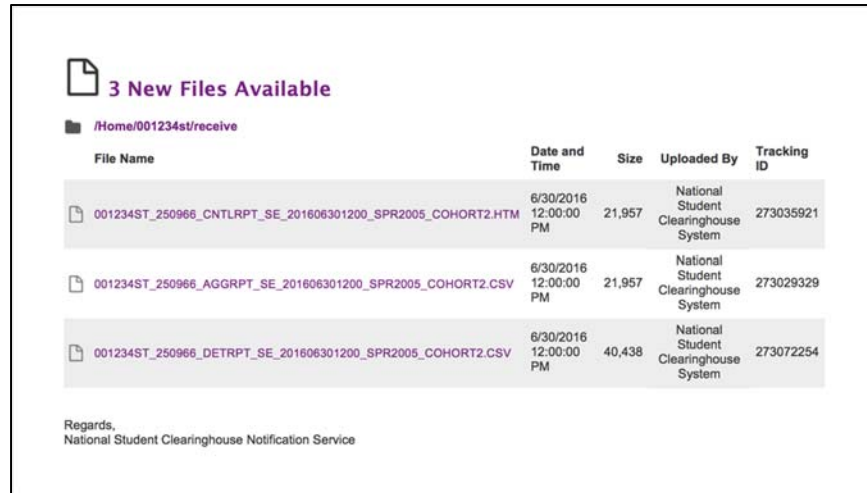 3 New Files Available
/Home/001234st/receive
File Name Date and Time Size Uploaded By Tracking ID
001234ST_250966_CNTLRPT_SE_201606301200_SPR2005_COHORT2.HTM 6/30/2016 12:00:00 PM 21,957 National Student Clearinghouse System 273035921
001234ST_250966_AGGRPT_SE_201606301200_SPR2005_COHORT2.CSV 6/30/2016 12:00:00 PM 21,957 National Student Clearinghouse System 273029329
001234ST_250966_DETRPT_SE_201606301200_SPR2005_COHORT2.CSV 6/30/2016 12:00:00 PM 40,438 National Student Clearinghouse System 273072254
Regards,
National Student Clearinghouse Notification Service